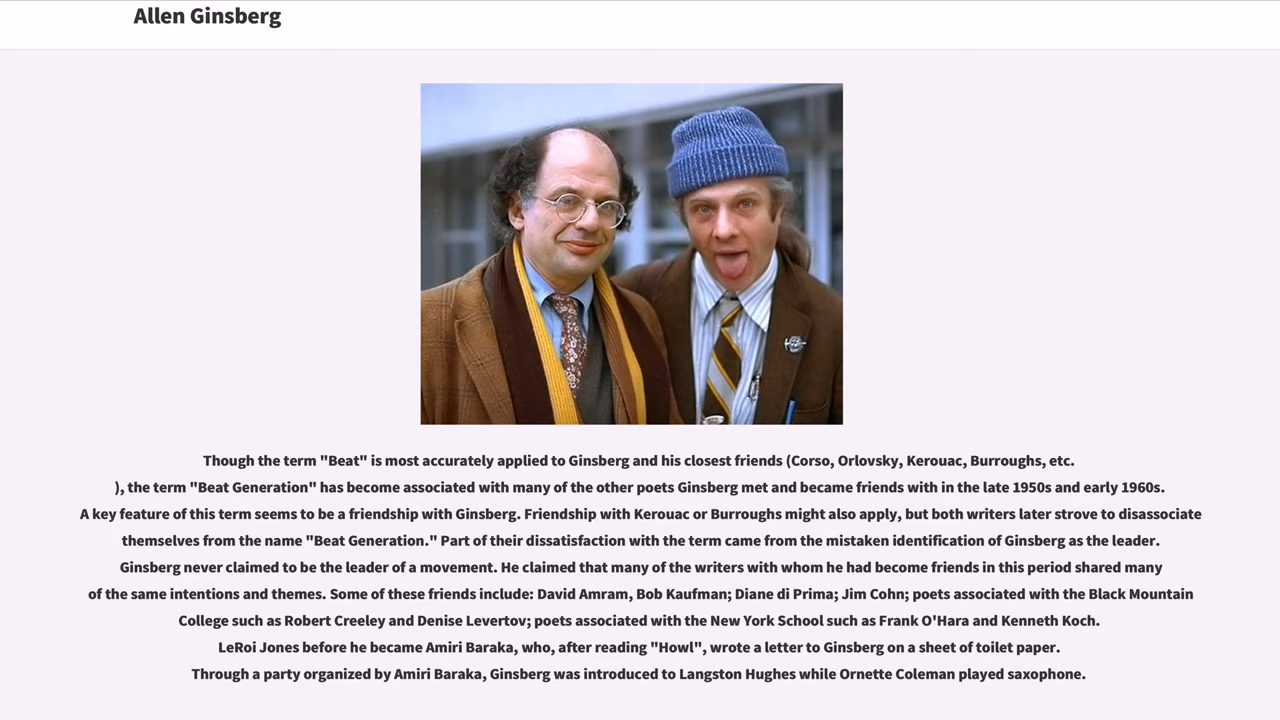 Allen Ginsberg
Though the term "Beat" is most accurately applied to Ginsberg and his closest friends (Corso, Orlovsky, Kerouac, Burroughs, etc.
), the term "Beat Generation" has become associated with many of the other poets Ginsberg met and became friends with in the late 1950s and early 1960s.
A key feature of this term seems to be a friendship with Ginsberg. Friendship with Kerouac or Burroughs might also apply, but both writers later strove to disassociate
themselves from the name "Beat Generation." Part of their dissatisfaction with the term came from the mistaken identification of Ginsberg as the leader.
Ginsberg never claimed to be the leader of a movement. He claimed that many of the writers with whom he had become friends in this period shared many
of the same intentions and themes. Some of these friends include: David Amram, Bob Kaufman; Diane di Prima; Jim Cohn; poets associated with the Black Mountain
College such as Robert Creeley and Denise Levertov; poets associated with the New York School such as Frank O'Hara and Kenneth Koch.
LeRoi Jones before he became Amiri Baraka, who, after reading "Howl", wrote a letter to Ginsberg on a sheet of toilet paper.
Through a party organized by Amiri Baraka, Ginsberg was introduced to Langston Hughes while Ornette Coleman played saxophone.